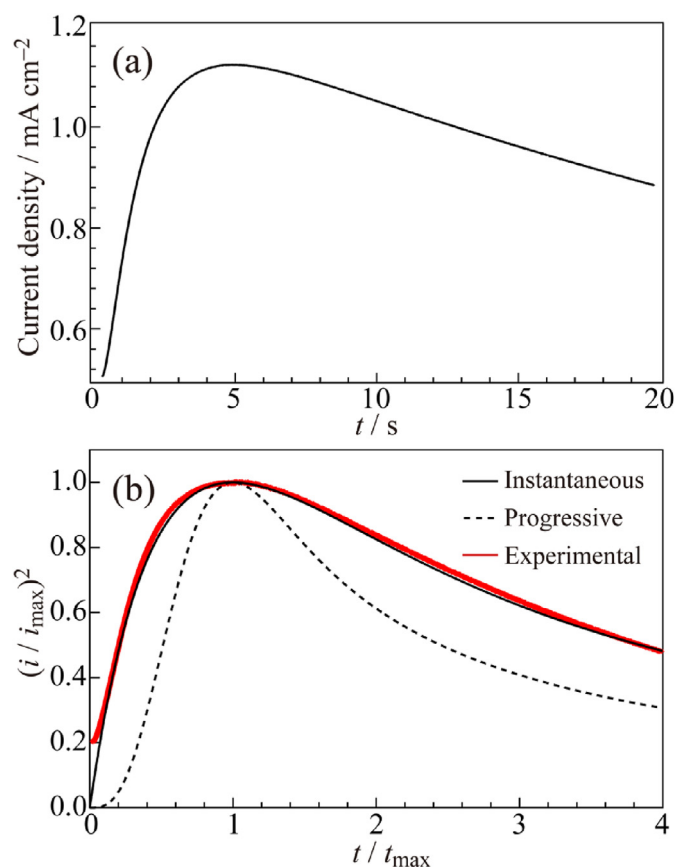 (a)
Current density / mA cm⁻²
1.2
1.0
0.8
0.6
0 5 10 15 20
t / s
(b)
(i / i_max)²
1.0
0.8
0.6
0.4
0.2
0.0
Instantaneous
Progressive
Experimental
0 1 2 3 4
t / t_max